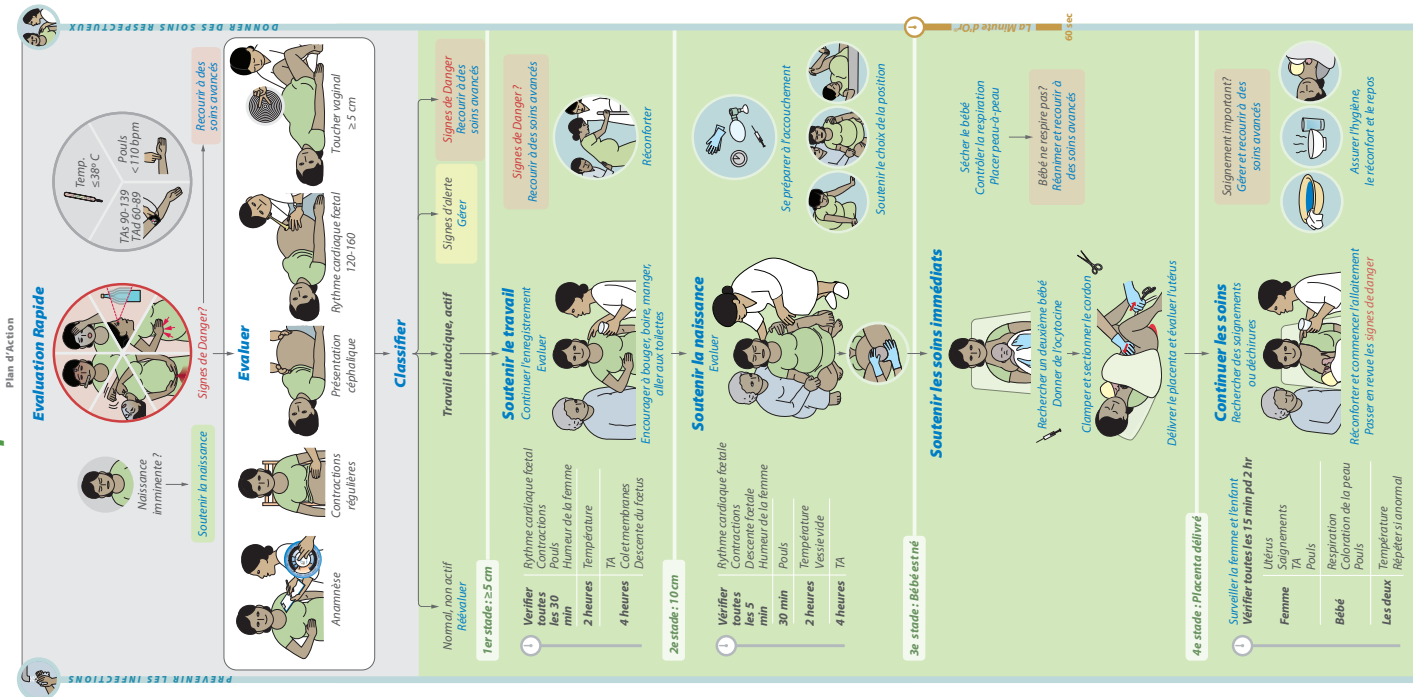 Plan d'Action
PREVENIR LES INFECTIONS
DONNER DES SOINS RESPECTUEUX
Evaluation Rapide
Naissance
imminente ?
Soutenir la naissance
Signes de Danger?
Temp.
≤38° C
TAs 90-139
TAd 60-89
Pouls
< 110 bpm
Recourir à des
soins avancés
Evaluer
Anamnèse
Contractions
régulières
Présentation
céphalique
Rythme cardiaque fœtal
120-160
Toucher vaginal
≥ 5 cm
Classifier
Normal, non actif
Réévaluer
Travail eutodique, actif
Signes d'alerte
Gérer
Signes de Danger
Recourir à des
soins avancés
1er stade : ≥ 5 cm
Soutenir le travail
Continuer l'enregistrement
Evaluer
Vérifier
toutes
les 30
min
Rythme cardiaque fœtal
Contractions
Pouls
Humeur de la femme
2 heures
Température
4 heures
TA
Col et membranes
Descente du fœtus
Encourager à bouger, boire, manger,
aller aux toilettes
Signes de Danger ?
Recourir à des soins avancés
Réconforter
2e stade : 10 cm
Soutenir la naissance
Evaluer
Vérifier
toutes
les 5
min
Rythme cardiaque fœtale
Contractions
Descente fœtale
Humeur de la femme
30 min
Pouls
2 heures
Température
Vessie vide
4 heures
TA
Se préparer à l'accouchement
Soutenir le choix de la position
3e stade : Bébé est né
La Minute d'Or
60 sec
Soutenir les soins immédiats
Rechercher un deuxième bébé
Donner de l'ocytocine
Clamper et sectionner le cordon
Délivrer le placenta et évaluer l'utérus
Sécher le bébé
Contrôler la respiration
Placer peau-à-peau
Bébé ne respire pas?
Réanimer et recourir à
des soins avancés
4e stade : Placenta délivré
Continuer les soins
Rechercher des saignements
ou déchirures
Surveiller la femme et l'enfant
Vérifier toutes les 15 min pd 2 hr
Femme
Utérus
Saignements
TA
Pouls
Bébé
Respiration
Coloration de la peau
Pouls
Les deux
Température
Répéter si anormal
Réconforte et commencer l'allaitement
Passer en revue les signes de danger
Saignement important?
Gérer et recourir à des
soins avancés
Assurer l'hygiène,
le réconfort et le repos